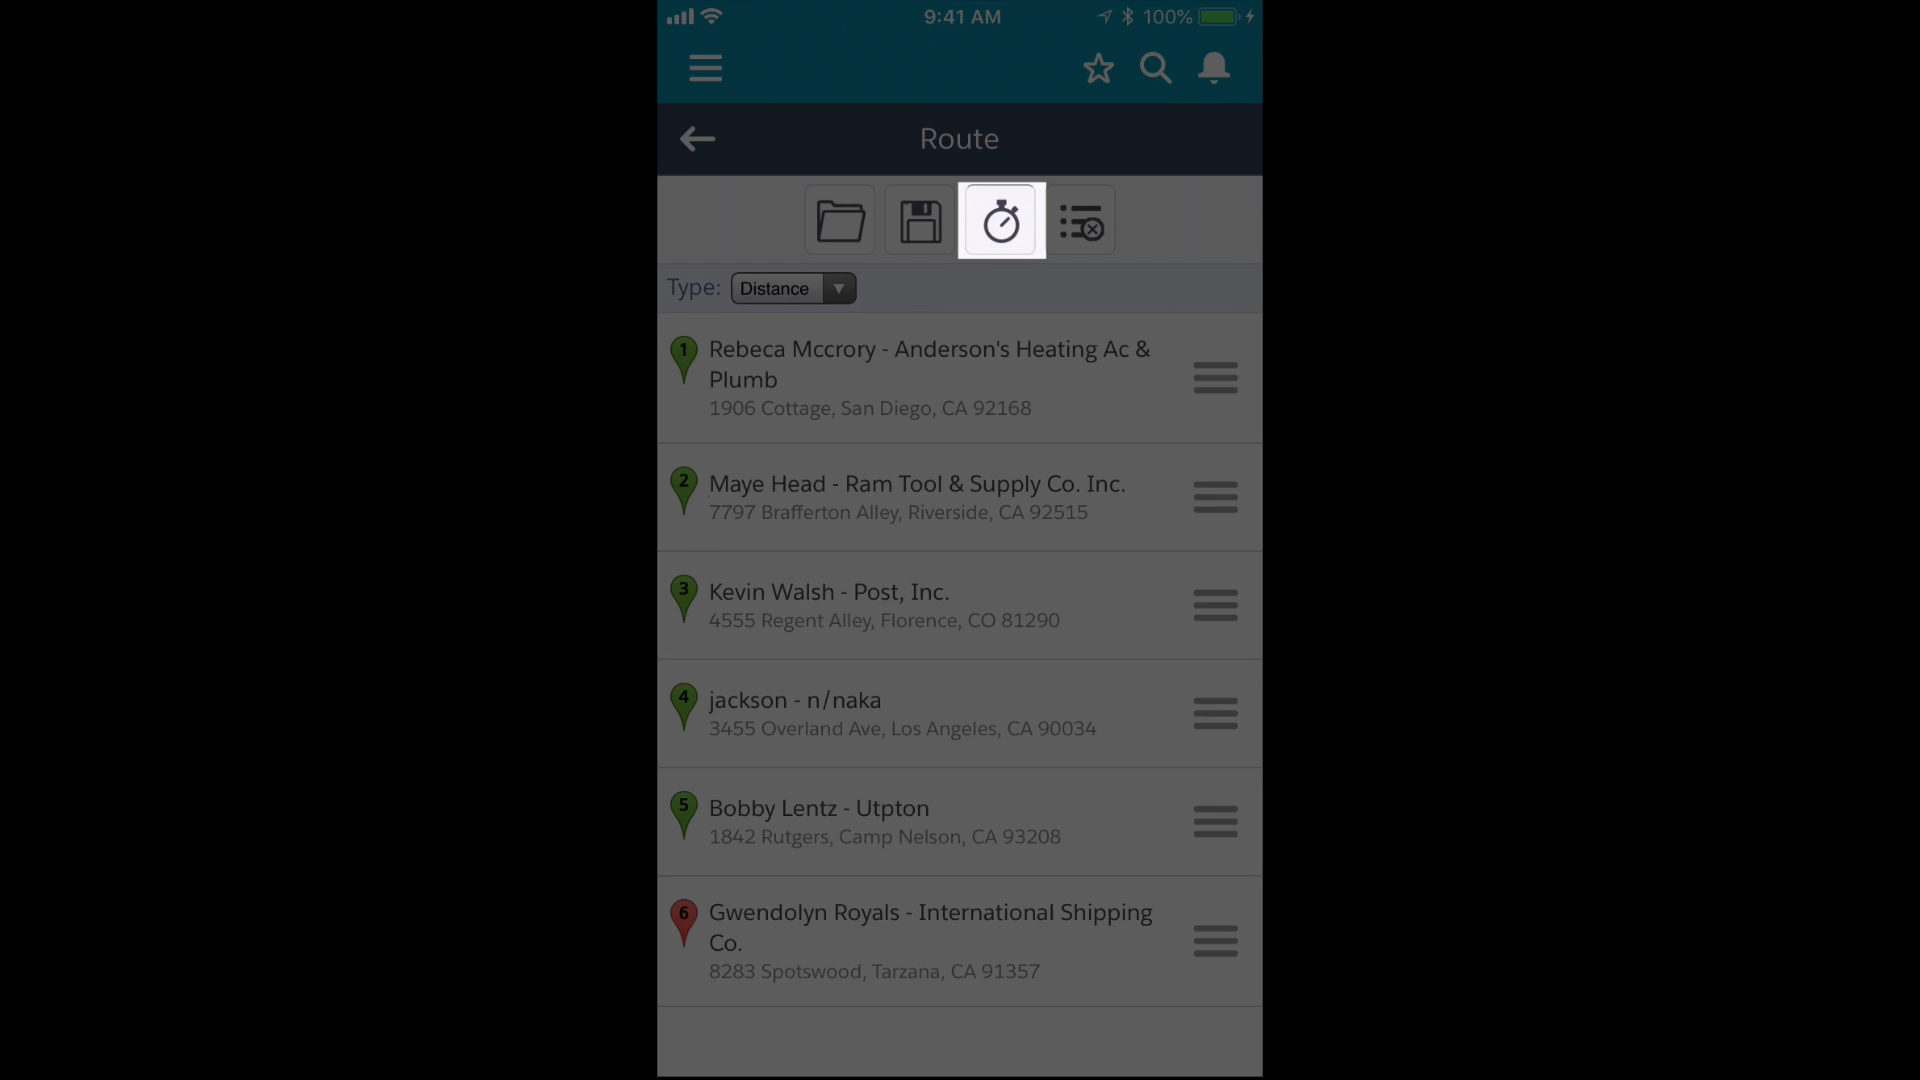 9:41 AM 100%
Route
Type: Distance
1 Rebeca Mccrory - Anderson's Heating Ac &
Plumb
1906 Cottage, San Diego, CA 92168
2 Maye Head - Ram Tool & Supply Co. Inc.
7797 Brafferton Alley, Riverside, CA 92515
3 Kevin Walsh - Post, Inc.
4555 Regent Alley, Florence, CO 81290
4 jackson - n/naka
3455 Overland Ave, Los Angeles, CA 90034
5 Bobby Lentz - Utpton
1842 Rutgers, Camp Nelson, CA 93208
6 Gwendolyn Royals - International Shipping
Co.
8283 Spotswood, Tarzana, CA 91357